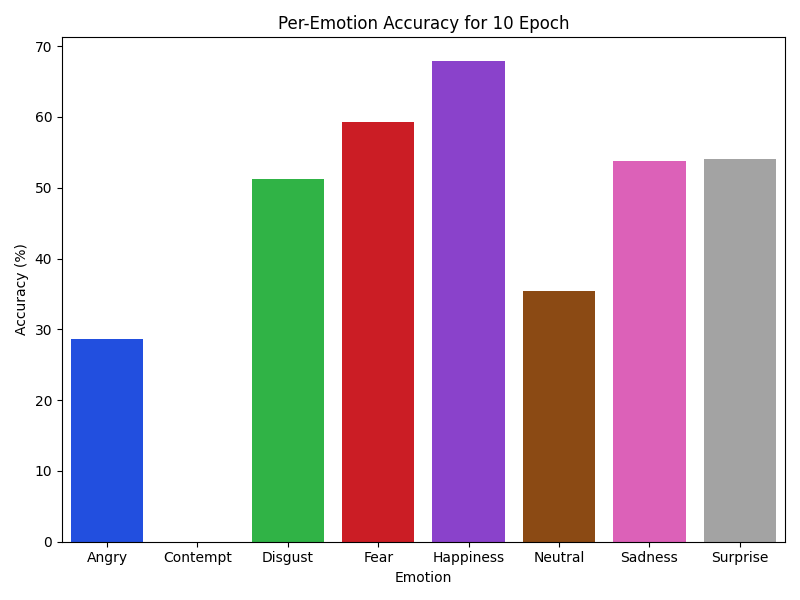 Per-Emotion Accuracy for 10 Epoch
70
60
50
40
30
20
10
0
Accuracy (%)
Angry Contempt Disgust Fear Happiness Neutral Sadness Surprise
Emotion